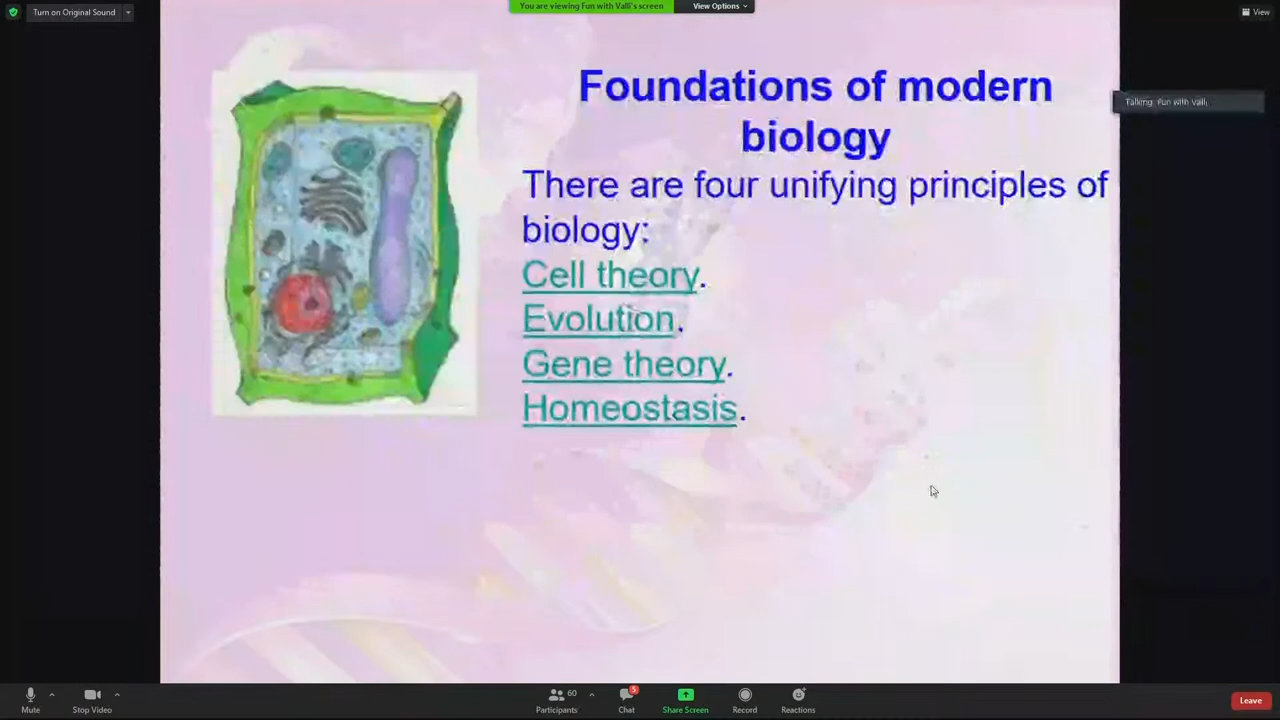 Turn on Original Sound
You are viewing Fun with Valli's screen
View Options
View
Foundations of modern
biology
Talking: Fun with Valli
There are four unifying principles of
biology:
Cell theory.
Evolution.
Gene theory.
Homeostasis.
Mute
Stop Video
60
Participants
5
Chat
Share Screen
Record
Reactions
Leave